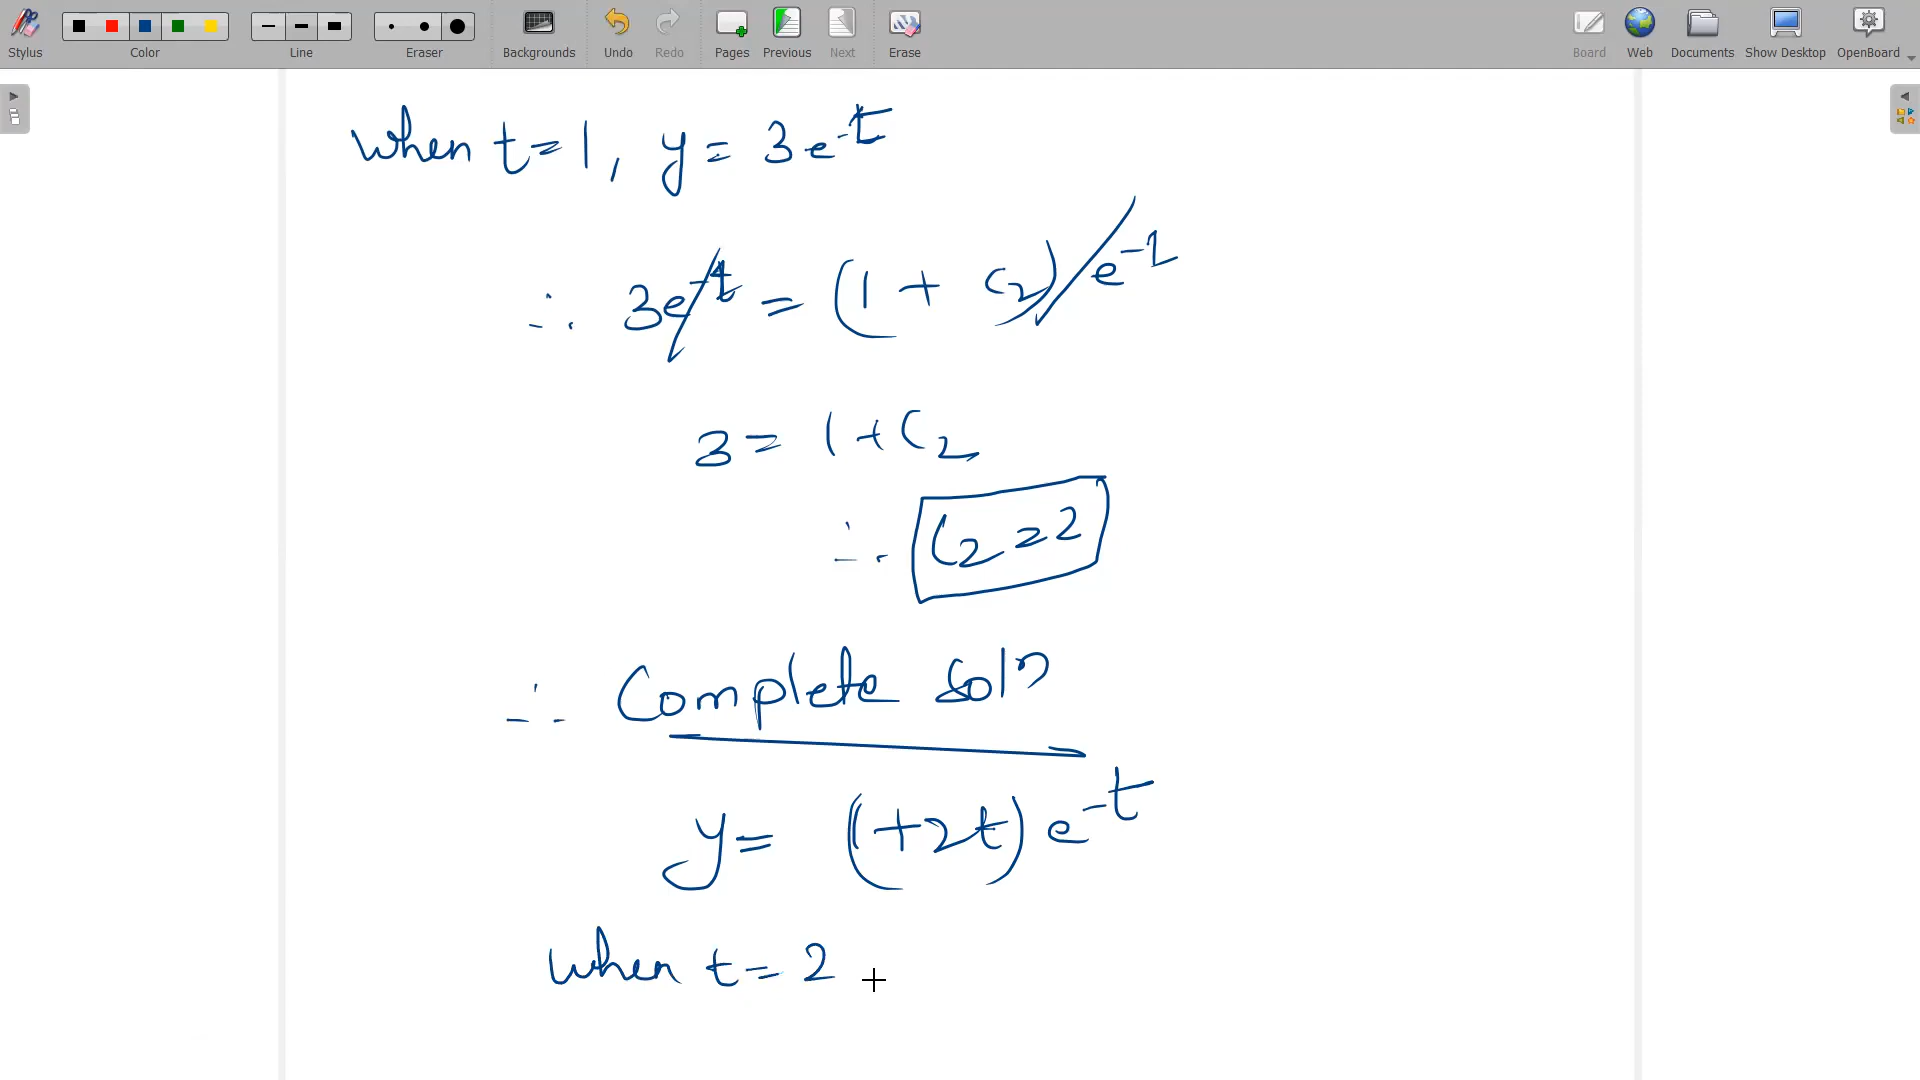 Stylus Color Line Eraser Backgrounds Undo Redo Pages Previous Next Erase Board Web Documents Show Desktop OpenBoard
When t=1, y = 3e^-t
∴ 3e^-t = (1 + C2) e^-1
3 = 1+C2
∴ C2 = 2
∴ Complete soln
y = (1+2t) e^-t
When t = 2